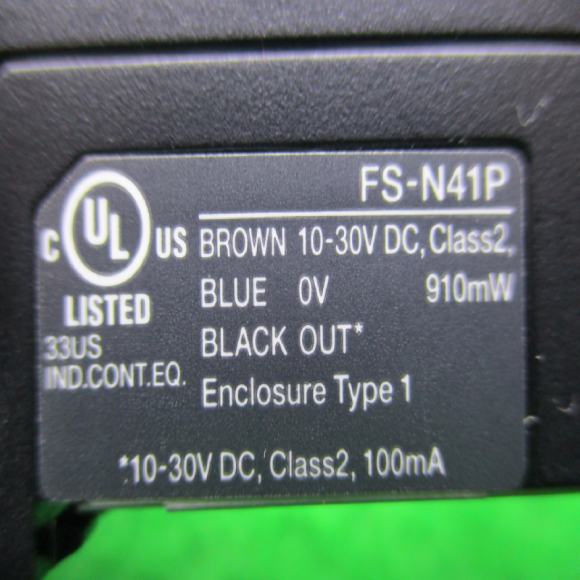 FS-N41P
C UL US
LISTED
33US
IND.CONT.EQ.
BROWN 10-30V DC, Class2,
BLUE 0V 910mW
BLACK OUT*
Enclosure Type 1
*10-30V DC, Class2, 100mA